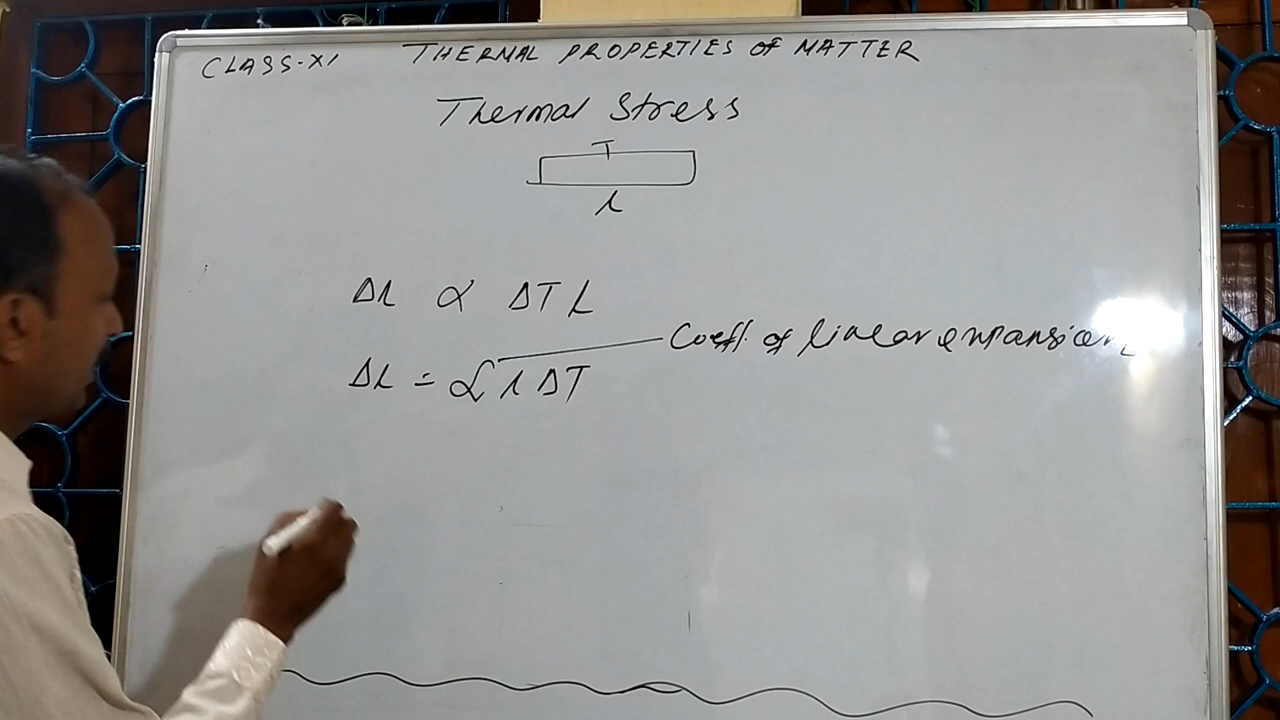 CLASS-XI THERMAL PROPERTIES OF MATTER
Thermal Stress
T
L
ΔL ∝ ΔT L
Coeff. of linear expansion
ΔL = α L ΔT